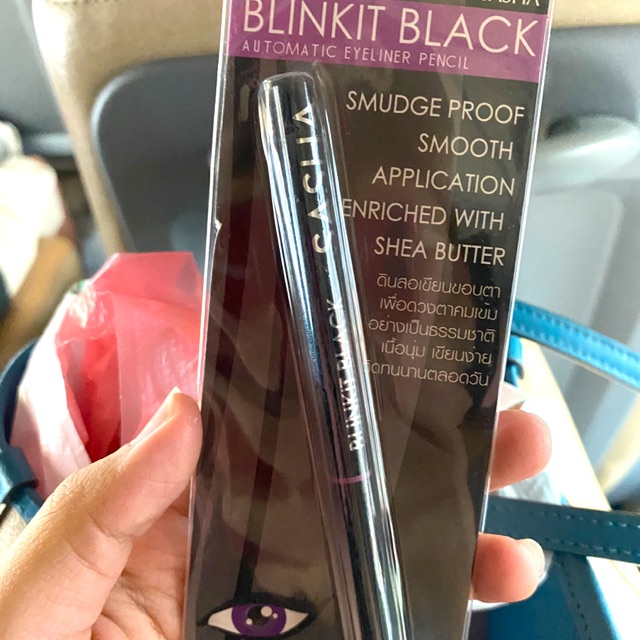 SASHA
BLINKIT BLACK
AUTOMATIC EYELINER PENCIL
SMUDGE PROOF
SMOOTH
APPLICATION
ENRICHED WITH
SHEA BUTTER
ดินสอเขียนขอบตา
เพื่อดวงตาคมเข้ม
อย่างเป็นธรรมชาติ
เนื้อนุ่ม เขียนง่าย
ติดทนนานตลอดวัน
SASHA
BLINKIT BLACK